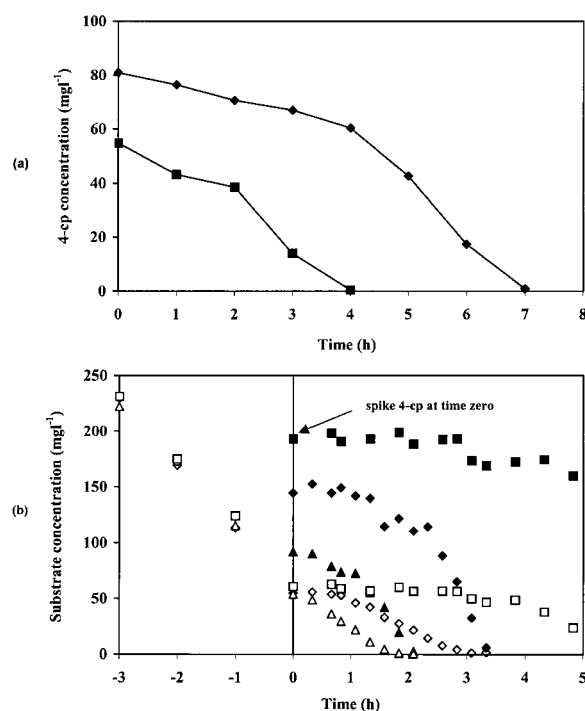 100
80
60
40
20
0
4-cp concentration (mgl-1)
(a)
0 1 2 3 4 5 6 7 8
Time (h)
250
200
150
100
50
0
Substrate concentration (mgl-1)
(b)
spike 4-cp at time zero
-3 -2 -1 0 1 2 3 4 5
Time (h)